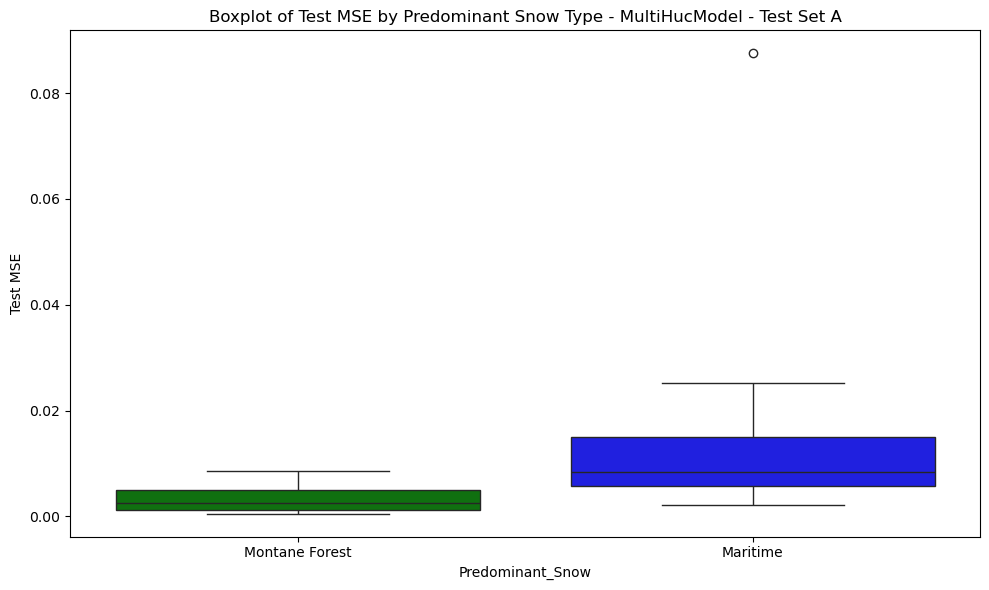 Boxplot of Test MSE by Predominant Snow Type - MultiHucModel - Test Set A
Test MSE
0.08
0.06
0.04
0.02
0.00
Montane Forest
Maritime
Predominant_Snow